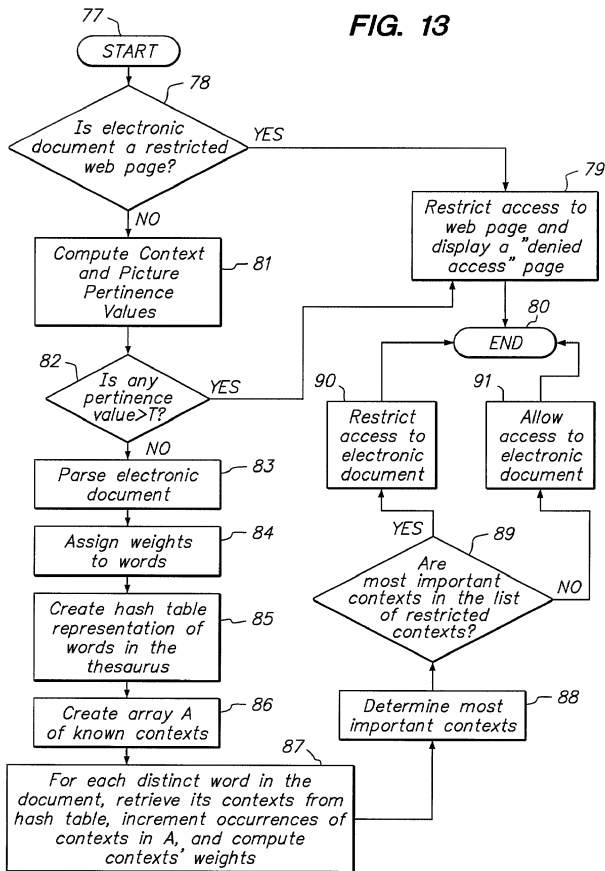 FIG. 13
77
START
78
Is electronic
document a restricted
web page?
YES
NO
79
Restrict access to
web page and
display a "denied
access" page
80
END
81
Compute Context
and Picture
Pertinence
Values
82
Is any
pertinence
value>T?
YES
NO
83
Parse electronic
document
84
Assign weights
to words
85
Create hash table
representation of
words in the
thesaurus
86
Create array A
of known contexts
87
For each distinct word in the
document, retrieve its contexts from
hash table, increment occurrences of
contexts in A, and compute
contexts' weights
88
Determine most
important contexts
89
Are
most important
contexts in the list
of restricted
contexts?
YES
NO
90
Restrict
access to
electronic
document
91
Allow
access to
electronic
document